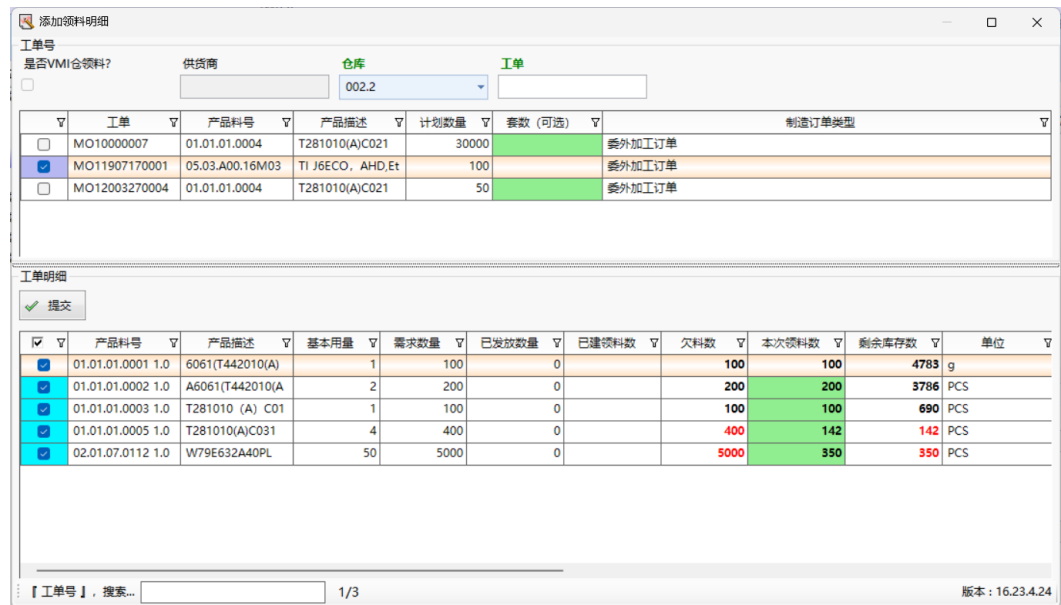 添加领料明细
工单号
是否VMI仓领料? 供货商 仓库 工单
002.2
工单 产品料号 产品描述 计划数量 套数（可选） 制造订单类型
MO10000007 01.01.01.0004 T281010(A)C021 30000 委外加工订单
MO11907170001 05.03.A00.16M03 TI J6ECO，AHD,Et 100 委外加工订单
MO12003270004 01.01.01.0004 T281010(A)C021 50 委外加工订单
工单明细
提交
产品料号 产品描述 基本用量 需求数量 已发放数量 已建领料数 欠料数 本次领料数 剩余库存数 单位
01.01.01.0001 1.0 6061(T442010(A) 1 100 0 100 100 4783 g
01.01.01.0002 1.0 A6061(T442010(A 2 200 0 200 200 3786 PCS
01.01.01.0003 1.0 T281010（A）C01 1 100 0 100 100 690 PCS
01.01.01.0005 1.0 T281010(A)C031 4 400 0 400 142 142 PCS
02.01.07.0112 1.0 W79E632A40PL 50 5000 0 5000 350 350 PCS
『 工单号 』, 搜索... 1/3 版本：16.23.4.24